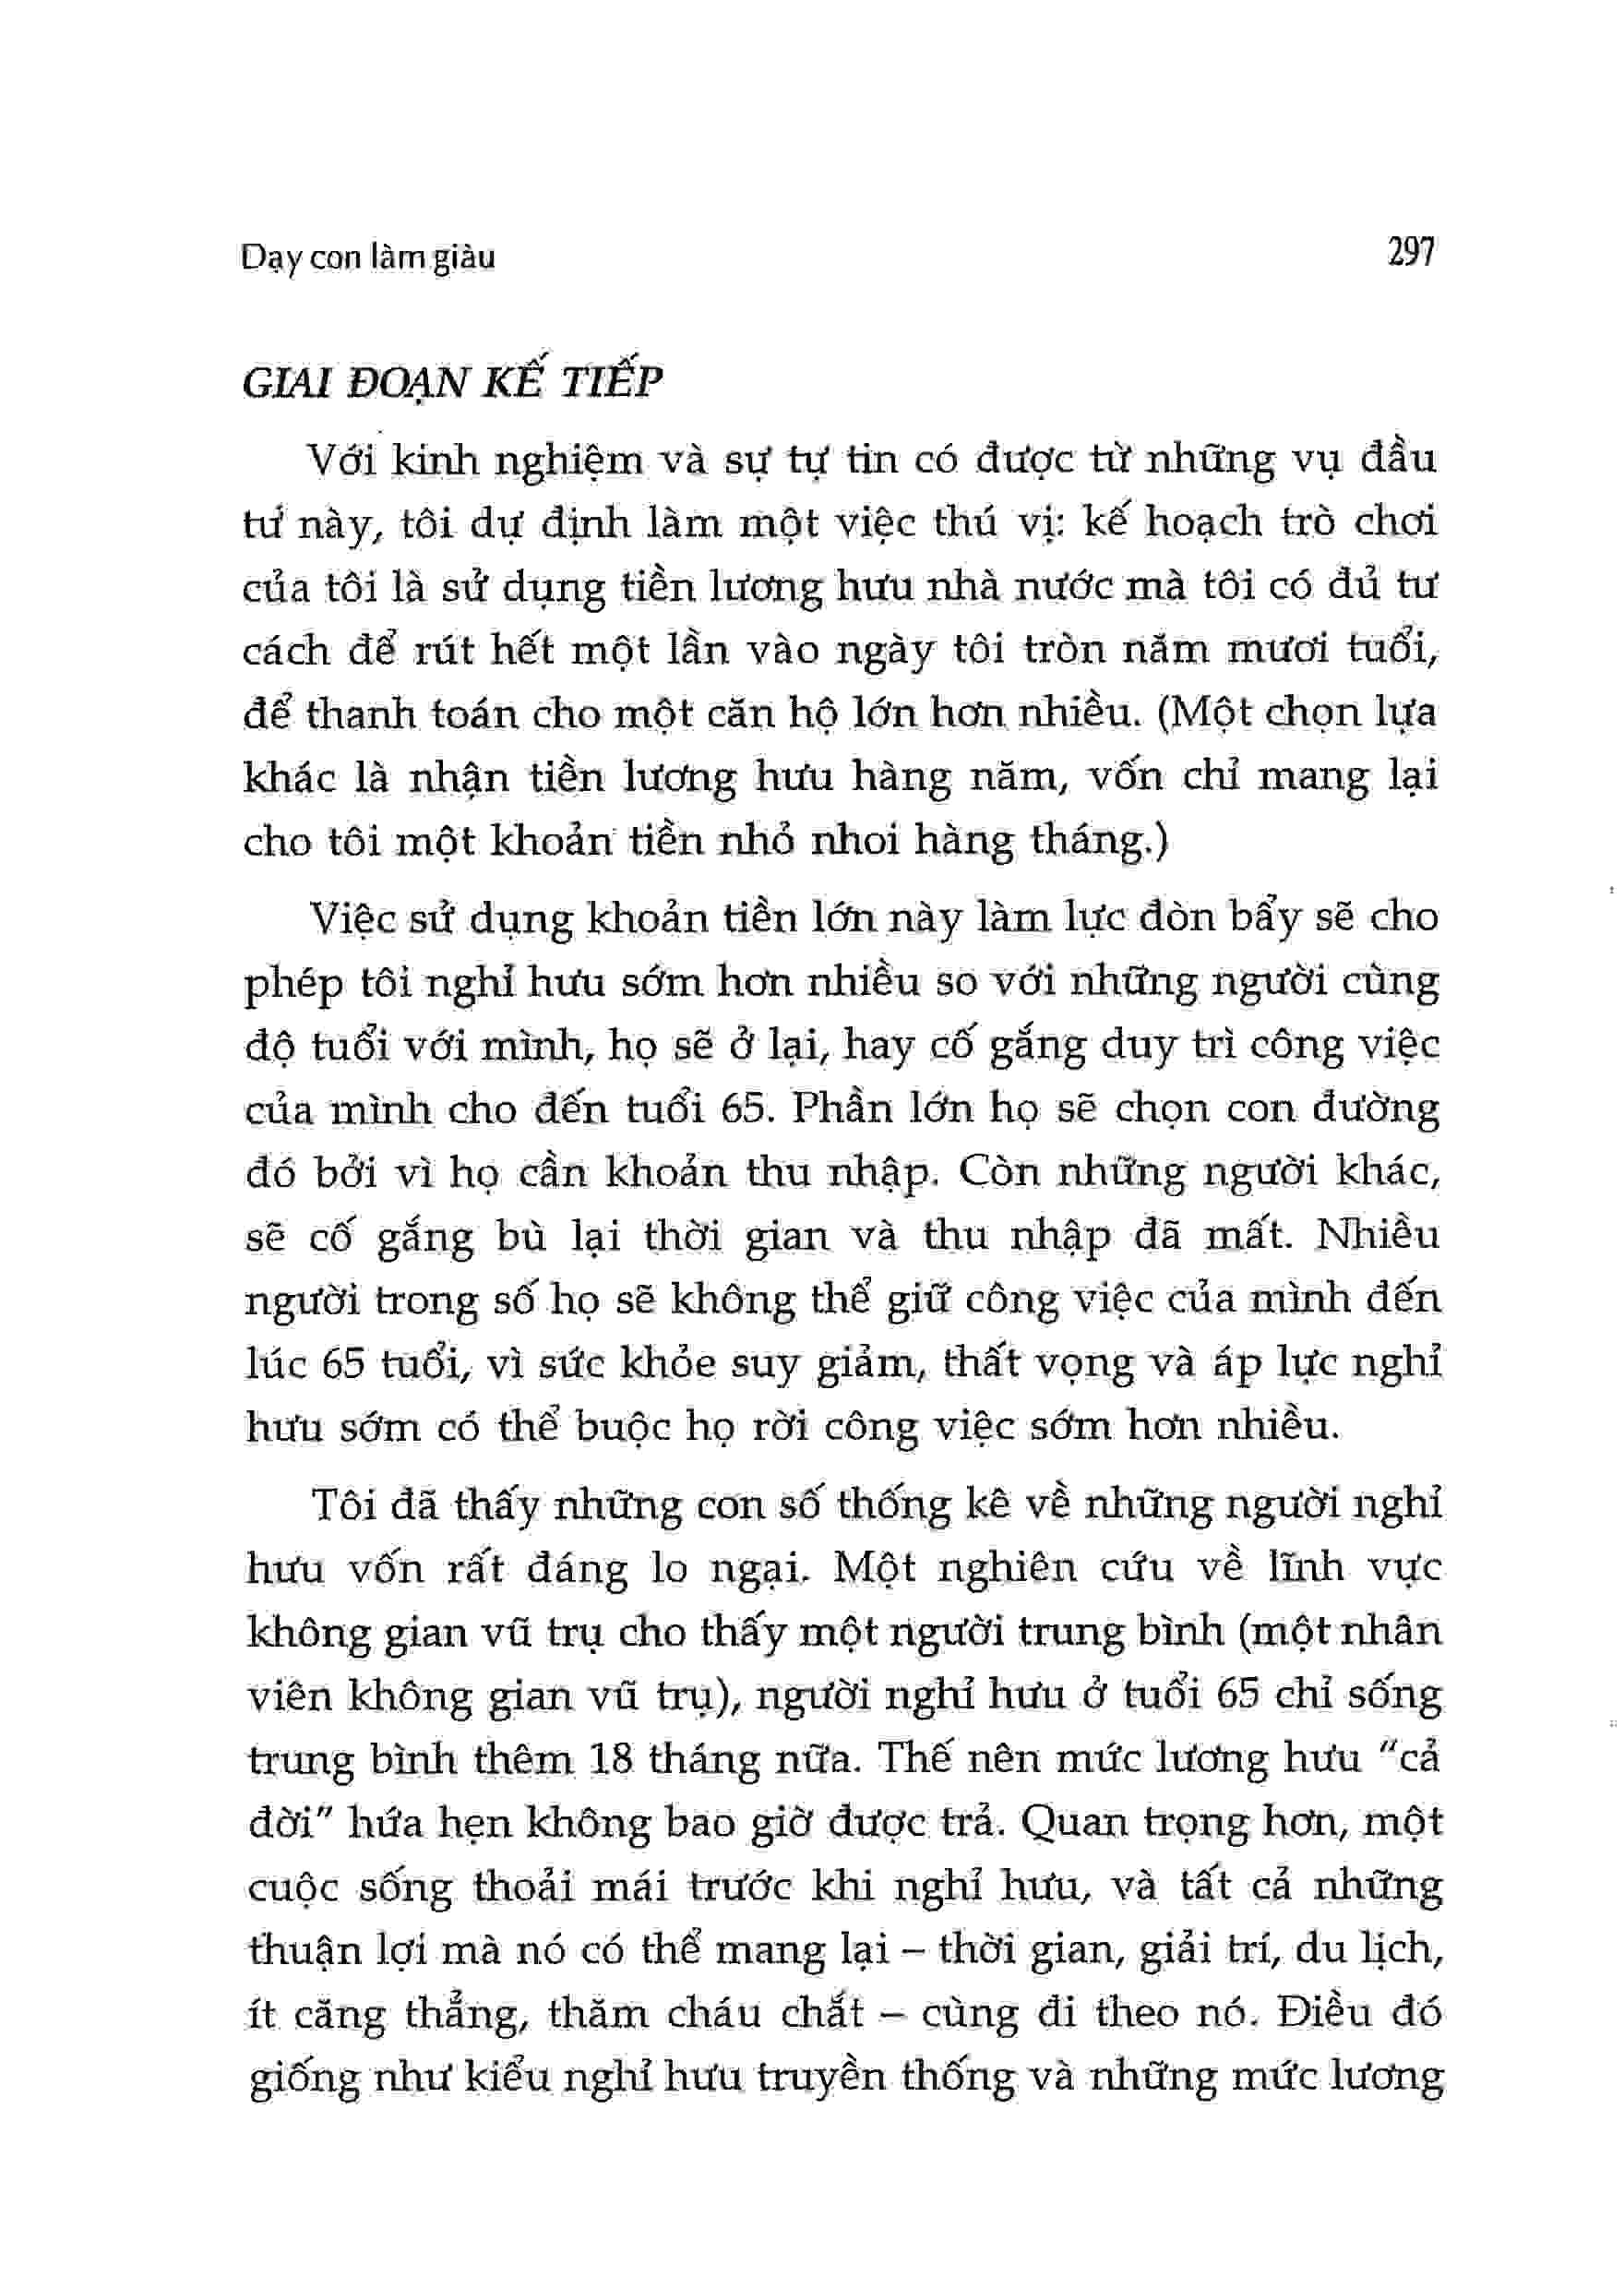 Dạy con làm giàu
297
GIAI ĐOẠN KẾ TIẾP
Với kinh nghiệm và sự tự tin có được từ những vụ đầu
tư này, tôi dự định làm một việc thú vị: kế hoạch trò chơi
của tôi là sử dụng tiền lương hưu nhà nước mà tôi có đủ tư
cách để rút hết một lần vào ngày tôi tròn năm mươi tuổi,
để thanh toán cho một căn hộ lớn hơn nhiều. (Một chọn lựa
khác là nhận tiền lương hưu hàng năm, vốn chỉ mang lại
cho tôi một khoản tiền nhỏ nhoi hàng tháng.)
Việc sử dụng khoản tiền lớn này làm lực đòn bẩy sẽ cho
phép tôi nghỉ hưu sớm hơn nhiều so với những người cùng
độ tuổi với mình, họ sẽ ở lại, hay cố gắng duy trì công việc
của mình cho đến tuổi 65. Phần lớn họ sẽ chọn con đường
đó bởi vì họ cần khoản thu nhập. Còn những người khác,
sẽ cố gắng bù lại thời gian và thu nhập đã mất. Nhiều
người trong số họ sẽ không thể giữ công việc của mình đến
lúc 65 tuổi, vì sức khỏe suy giảm, thất vọng và áp lực nghỉ
hưu sớm có thể buộc họ rời công việc sớm hơn nhiều.
Tôi đã thấy những con số thống kê về những người nghỉ
hưu vốn rất đáng lo ngại. Một nghiên cứu về lĩnh vực
không gian vũ trụ cho thấy một người trung bình (một nhân
viên không gian vũ trụ), người nghỉ hưu ở tuổi 65 chỉ sống
trung bình thêm 18 tháng nữa. Thế nên mức lương hưu "cả
đời" hứa hẹn không bao giờ được trả. Quan trọng hơn, một
cuộc sống thoải mái trước khi nghỉ hưu, và tất cả những
thuận lợi mà nó có thể mang lại – thời gian, giải trí, du lịch,
ít căng thẳng, thăm cháu chắt – cùng đi theo nó. Điều đó
giống như kiểu nghỉ hưu truyền thống và những mức lương